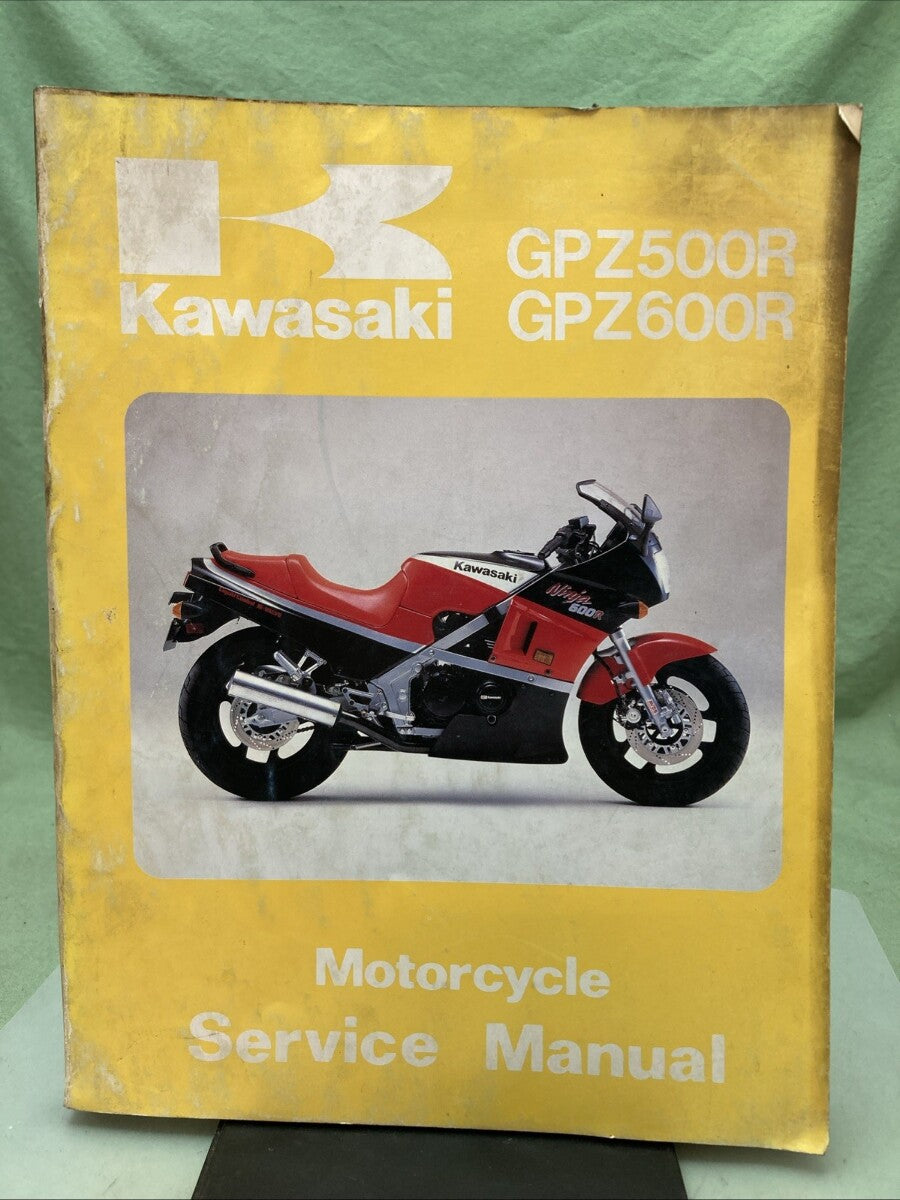 Kawasaki
GPZ500R
GPZ600R
Kawasaki
Ninja
600R
Motorcycle
Service Manual